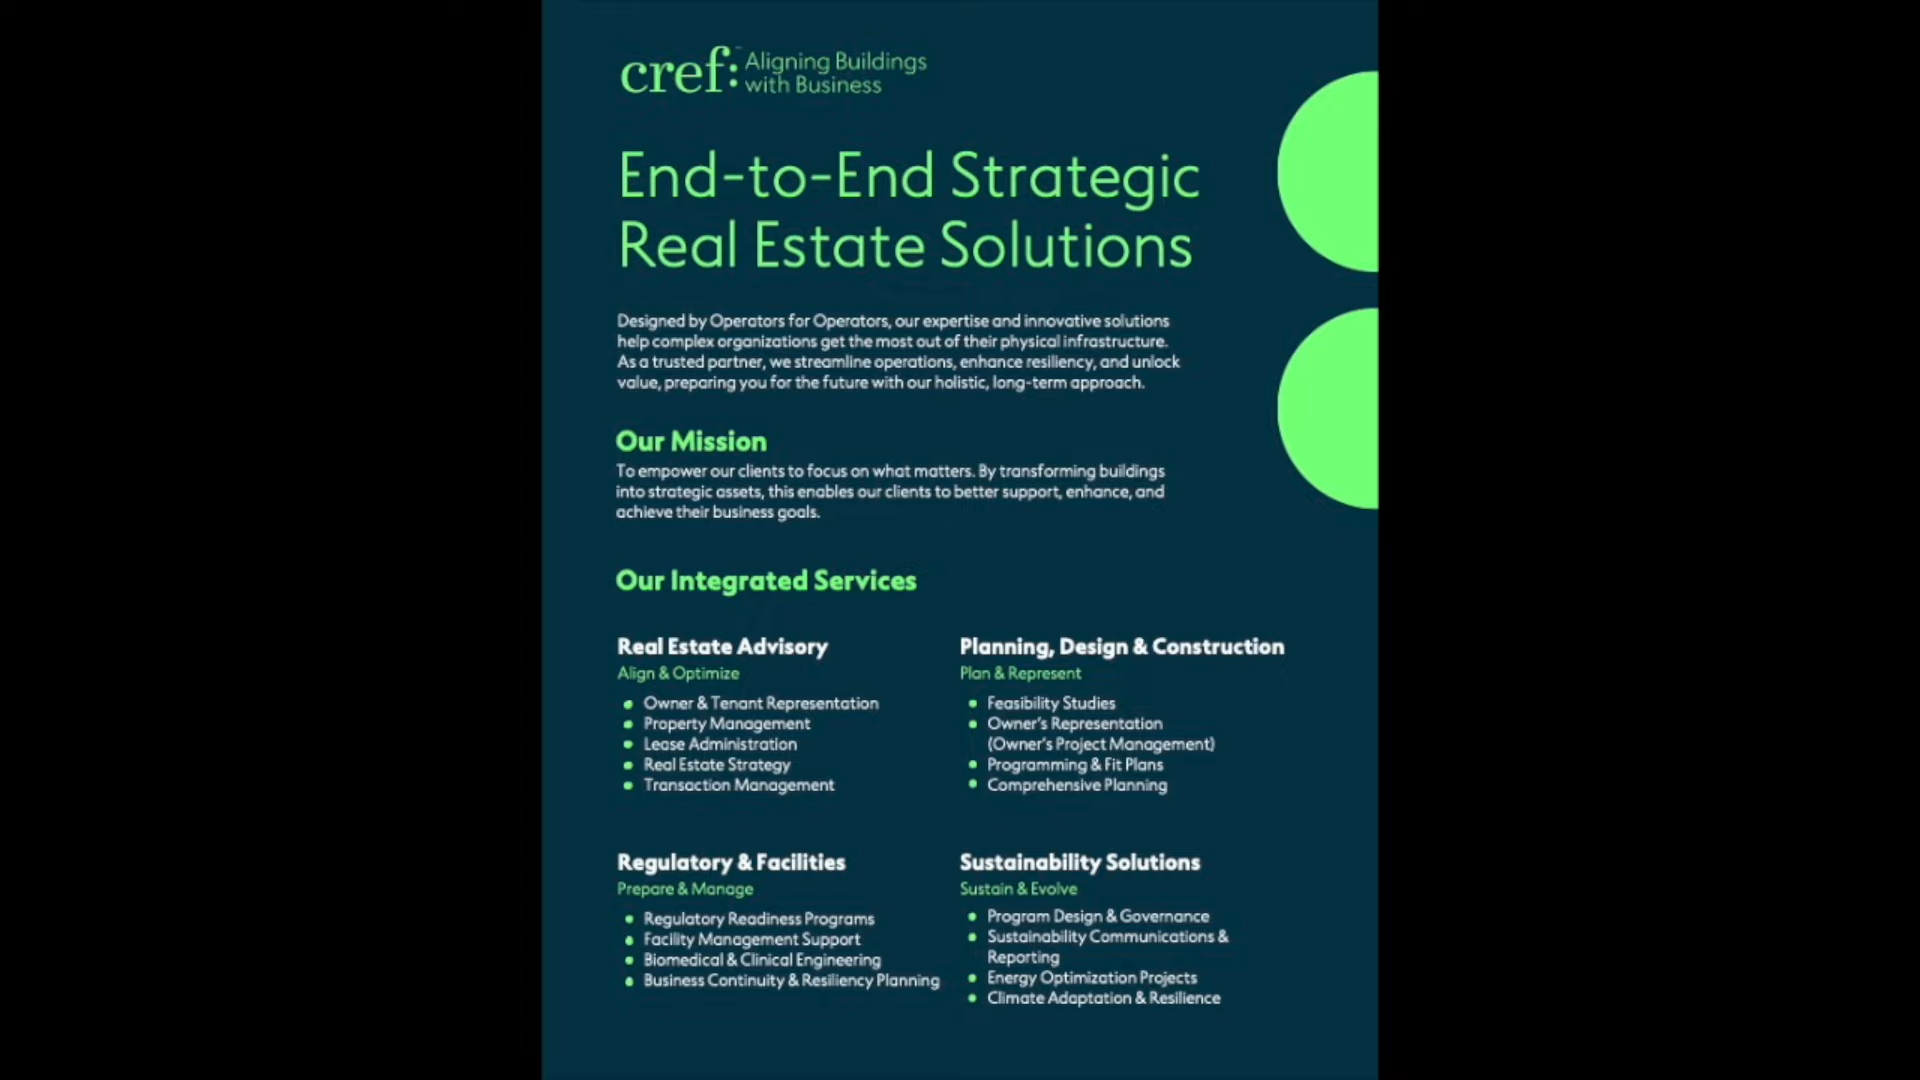 cref:™ Aligning Buildings
with Business
End-to-End Strategic
Real Estate Solutions
Designed by Operators for Operators, our expertise and innovative solutions
help complex organizations get the most out of their physical infrastructure.
As a trusted partner, we streamline operations, enhance resiliency, and unlock
value, preparing you for the future with our holistic, long-term approach.
Our Mission
To empower our clients to focus on what matters. By transforming buildings
into strategic assets, this enables our clients to better support, enhance, and
achieve their business goals.
Our Integrated Services
Real Estate Advisory
Align & Optimize
• Owner & Tenant Representation
• Property Management
• Lease Administration
• Real Estate Strategy
• Transaction Management
Planning, Design & Construction
Plan & Represent
• Feasibility Studies
• Owner's Representation
(Owner's Project Management)
• Programming & Fit Plans
• Comprehensive Planning
Regulatory & Facilities
Prepare & Manage
• Regulatory Readiness Programs
• Facility Management Support
• Biomedical & Clinical Engineering
• Business Continuity & Resiliency Planning
Sustainability Solutions
Sustain & Evolve
• Program Design & Governance
• Sustainability Communications &
Reporting
• Energy Optimization Projects
• Climate Adaptation & Resilience